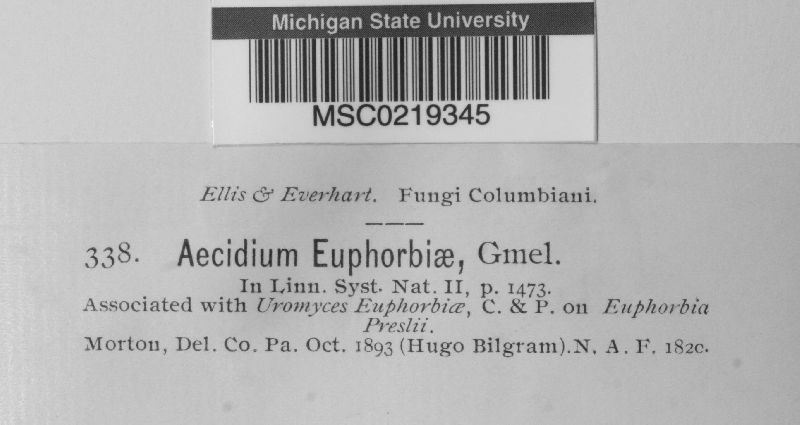 Michigan State University
MSC0219345
Ellis & Everhart. Fungi Columbiani.
338. Aecidium Euphorbiæ, Gmel.
In Linn. Syst. Nat. II, p. 1473.
Associated with Uromyces Euphorbiæ, C. & P. on Euphorbia
Preslii.
Morton, Del. Co. Pa. Oct. 1893 (Hugo Bilgram). N. A. F. 1820.